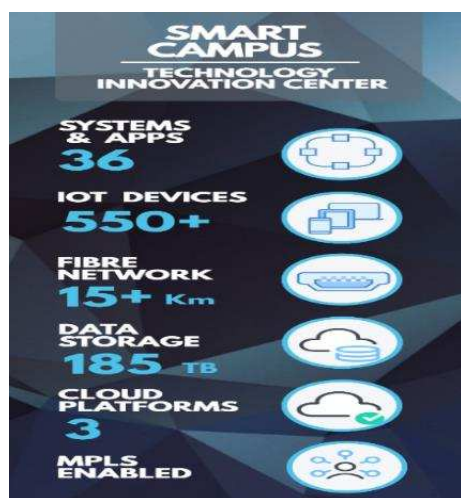 SMART
CAMPUS
TECHNOLOGY
INNOVATION CENTER
SYSTEMS
& APPS
36
IOT DEVICES
550+
FIBRE
NETWORK
15+ Km
DATA
STORAGE
185 TB
CLOUD
PLATFORMS
3
MPLS
ENABLED